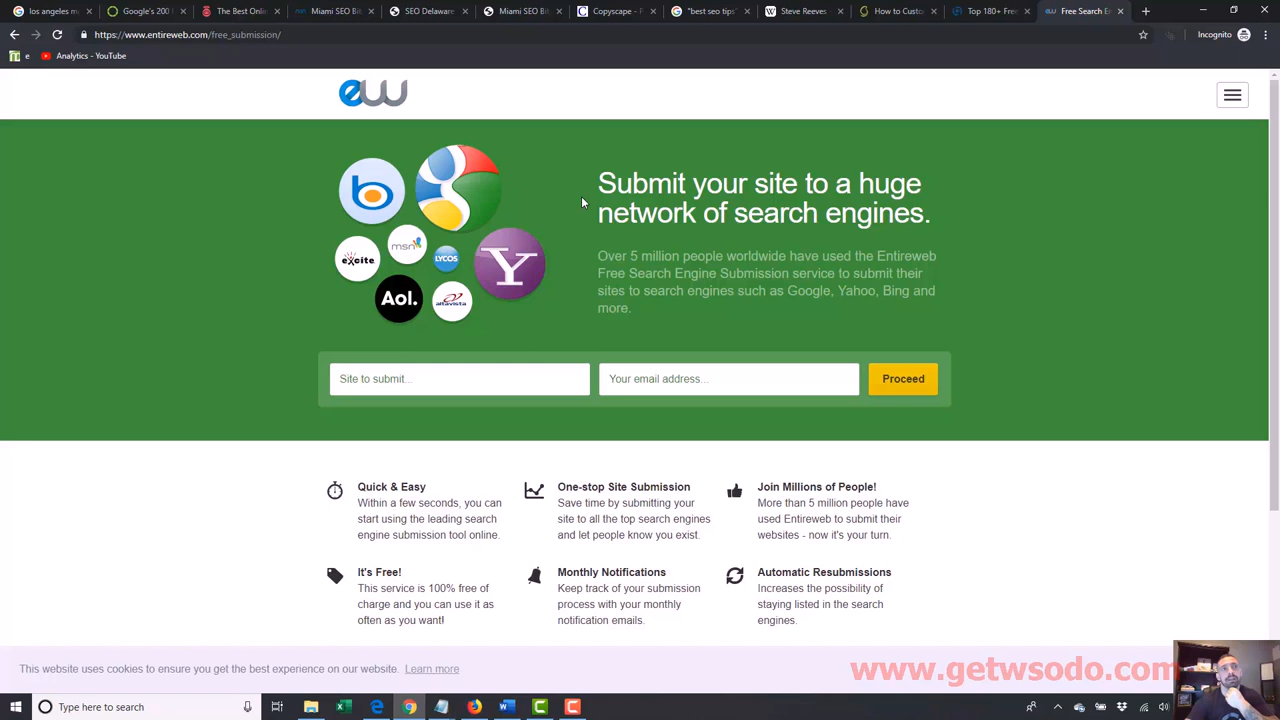 los angeles m
Google's 200 
The Best Onlin
Miami SEO Bit
SEO Delaware
Miami SEO Bit
Copyscape - P
"best seo tips"
Steve Reeves
How to Custo
Top 180+ Free
Free Search En
https://www.entireweb.com/free_submission/
Incognito
e
Analytics - YouTube
ew
Submit your site to a huge
network of search engines.
b
msn
excite.
LYCOS
Y
Aol.
altavista
Over 5 million people worldwide have used the Entireweb
Free Search Engine Submission service to submit their
sites to search engines such as Google, Yahoo, Bing and
more.
Site to submit...
Your email address...
Proceed
Quick & Easy
Within a few seconds, you can
start using the leading search
engine submission tool online.
One-stop Site Submission
Save time by submitting your
site to all the top search engines
and let people know you exist.
Join Millions of People!
More than 5 million people have
used Entireweb to submit their
websites - now it's your turn.
It's Free!
This service is 100% free of
charge and you can use it as
often as you want!
Monthly Notifications
Keep track of your submission
process with your monthly
notification emails.
Automatic Resubmissions
Increases the possibility of
staying listed in the search
engines.
This website uses cookies to ensure you get the best experience on our website. Learn more
www.getwsodo.com
Type here to search